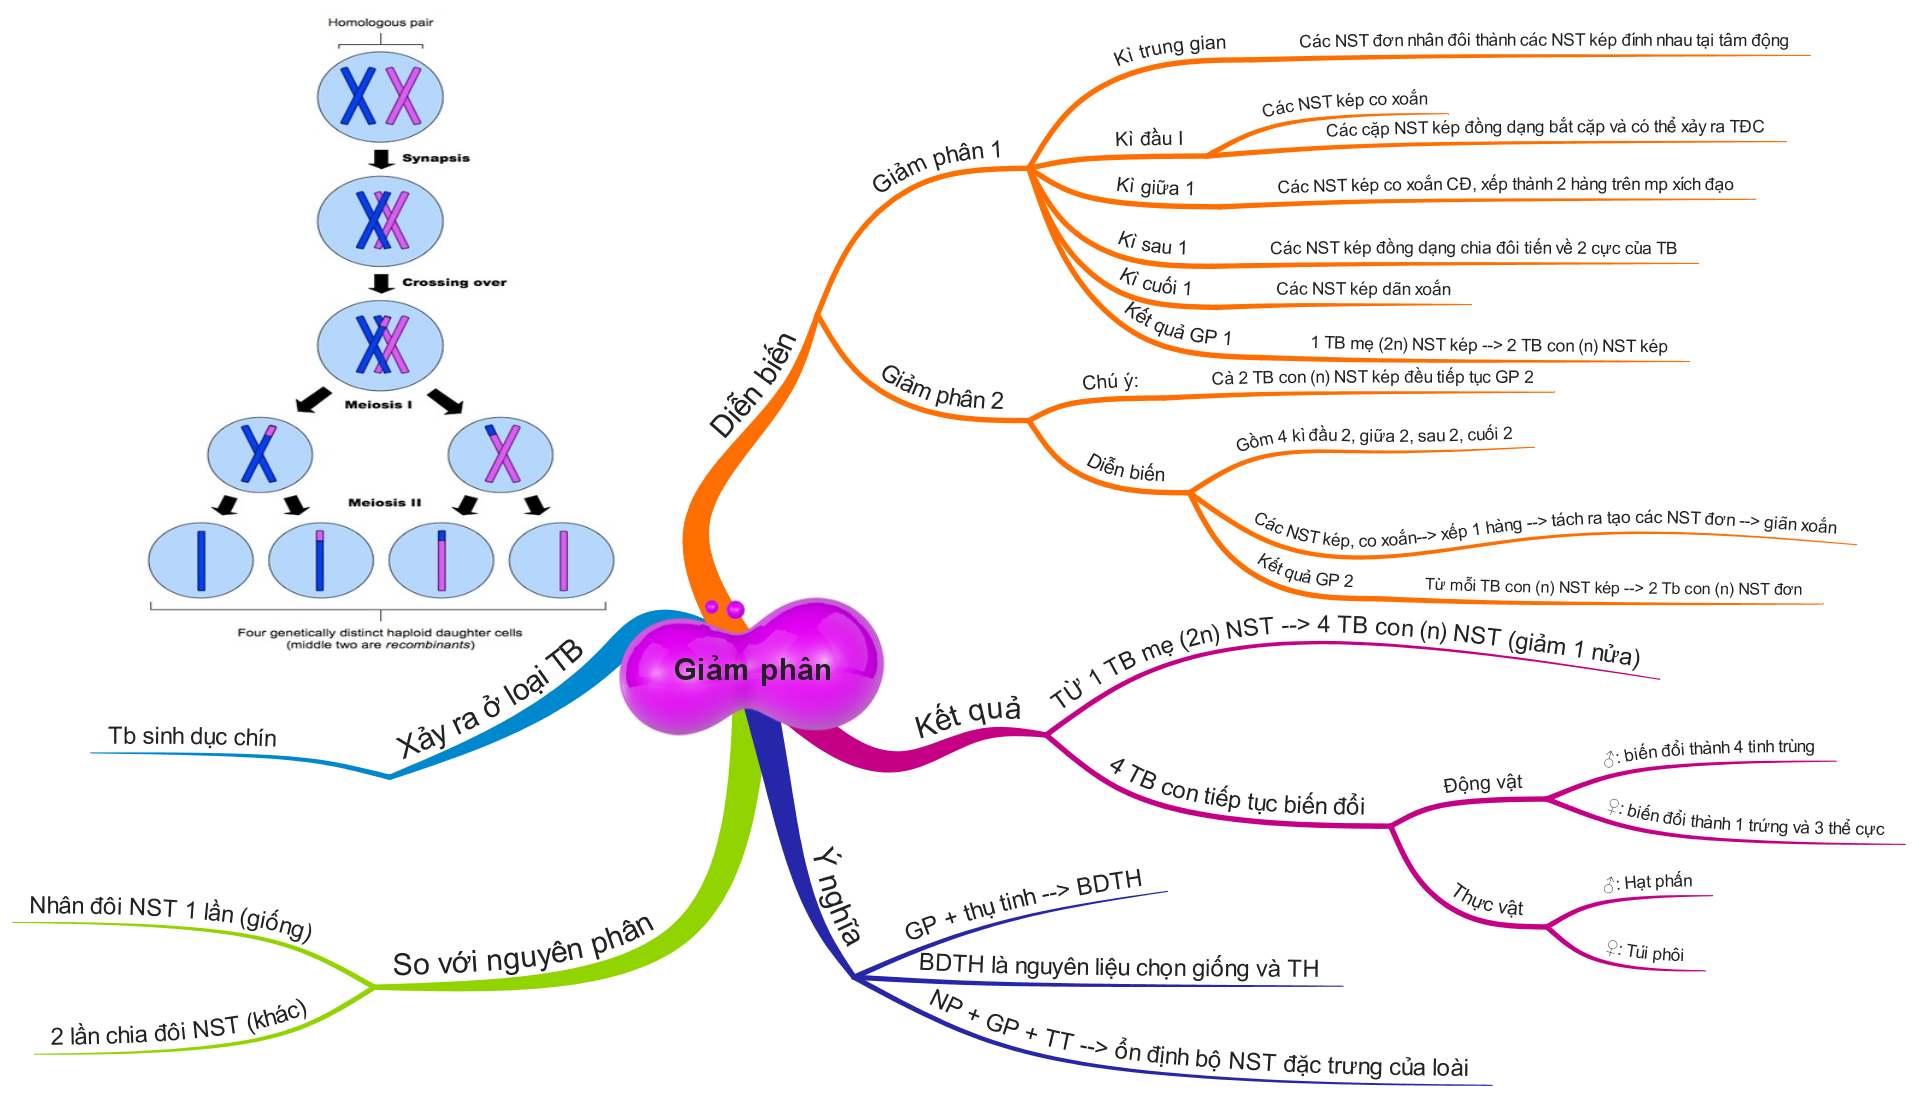 Homologous pair
Synapsis
Crossing over
Meiosis I
Meiosis II
Four genetically distinct haploid daughter cells
(middle two are recombinants)
Giảm phân
Diễn biến
Giảm phân 1
Kì trung gian
Các NST đơn nhân đôi thành các NST kép đính nhau tại tâm động
Kì đầu I
Các NST kép co xoắn
Các cặp NST kép đồng dạng bắt cặp và có thể xảy ra TĐC
Kì giữa 1
Các NST kép co xoắn CĐ, xếp thành 2 hàng trên mp xích đạo
Kì sau 1
Các NST kép đồng dạng chia đôi tiến về 2 cực của TB
Kì cuối 1
Các NST kép dãn xoắn
Kết quả GP 1
1 TB mẹ (2n) NST kép --> 2 TB con (n) NST kép
Giảm phân 2
Chú ý:
Cả 2 TB con (n) NST kép đều tiếp tục GP 2
Diễn biến
Gồm 4 kì đầu 2, giữa 2, sau 2, cuối 2
Các NST kép, co xoắn--> xếp 1 hàng --> tách ra tạo các NST đơn --> giãn xoắn
Kết quả GP 2
Từ mỗi TB con (n) NST kép --> 2 Tb con (n) NST đơn
Kết quả
TỪ 1 TB mẹ (2n) NST --> 4 TB con (n) NST (giảm 1 nửa)
4 TB con tiếp tục biến đổi
Động vật
♂: biến đổi thành 4 tinh trùng
♀: biến đổi thành 1 trứng và 3 thể cực
Thực vật
♂: Hạt phấn
♀: Túi phôi
Ý nghĩa
GP + thụ tinh --> BDTH
BDTH là nguyên liệu chọn giống và TH
NP + GP + TT --> ổn định bộ NST đặc trưng của loài
So với nguyên phân
Nhân đôi NST 1 lần (giống)
2 lần chia đôi NST (khác)
Xảy ra ở loại TB
Tb sinh dục chín